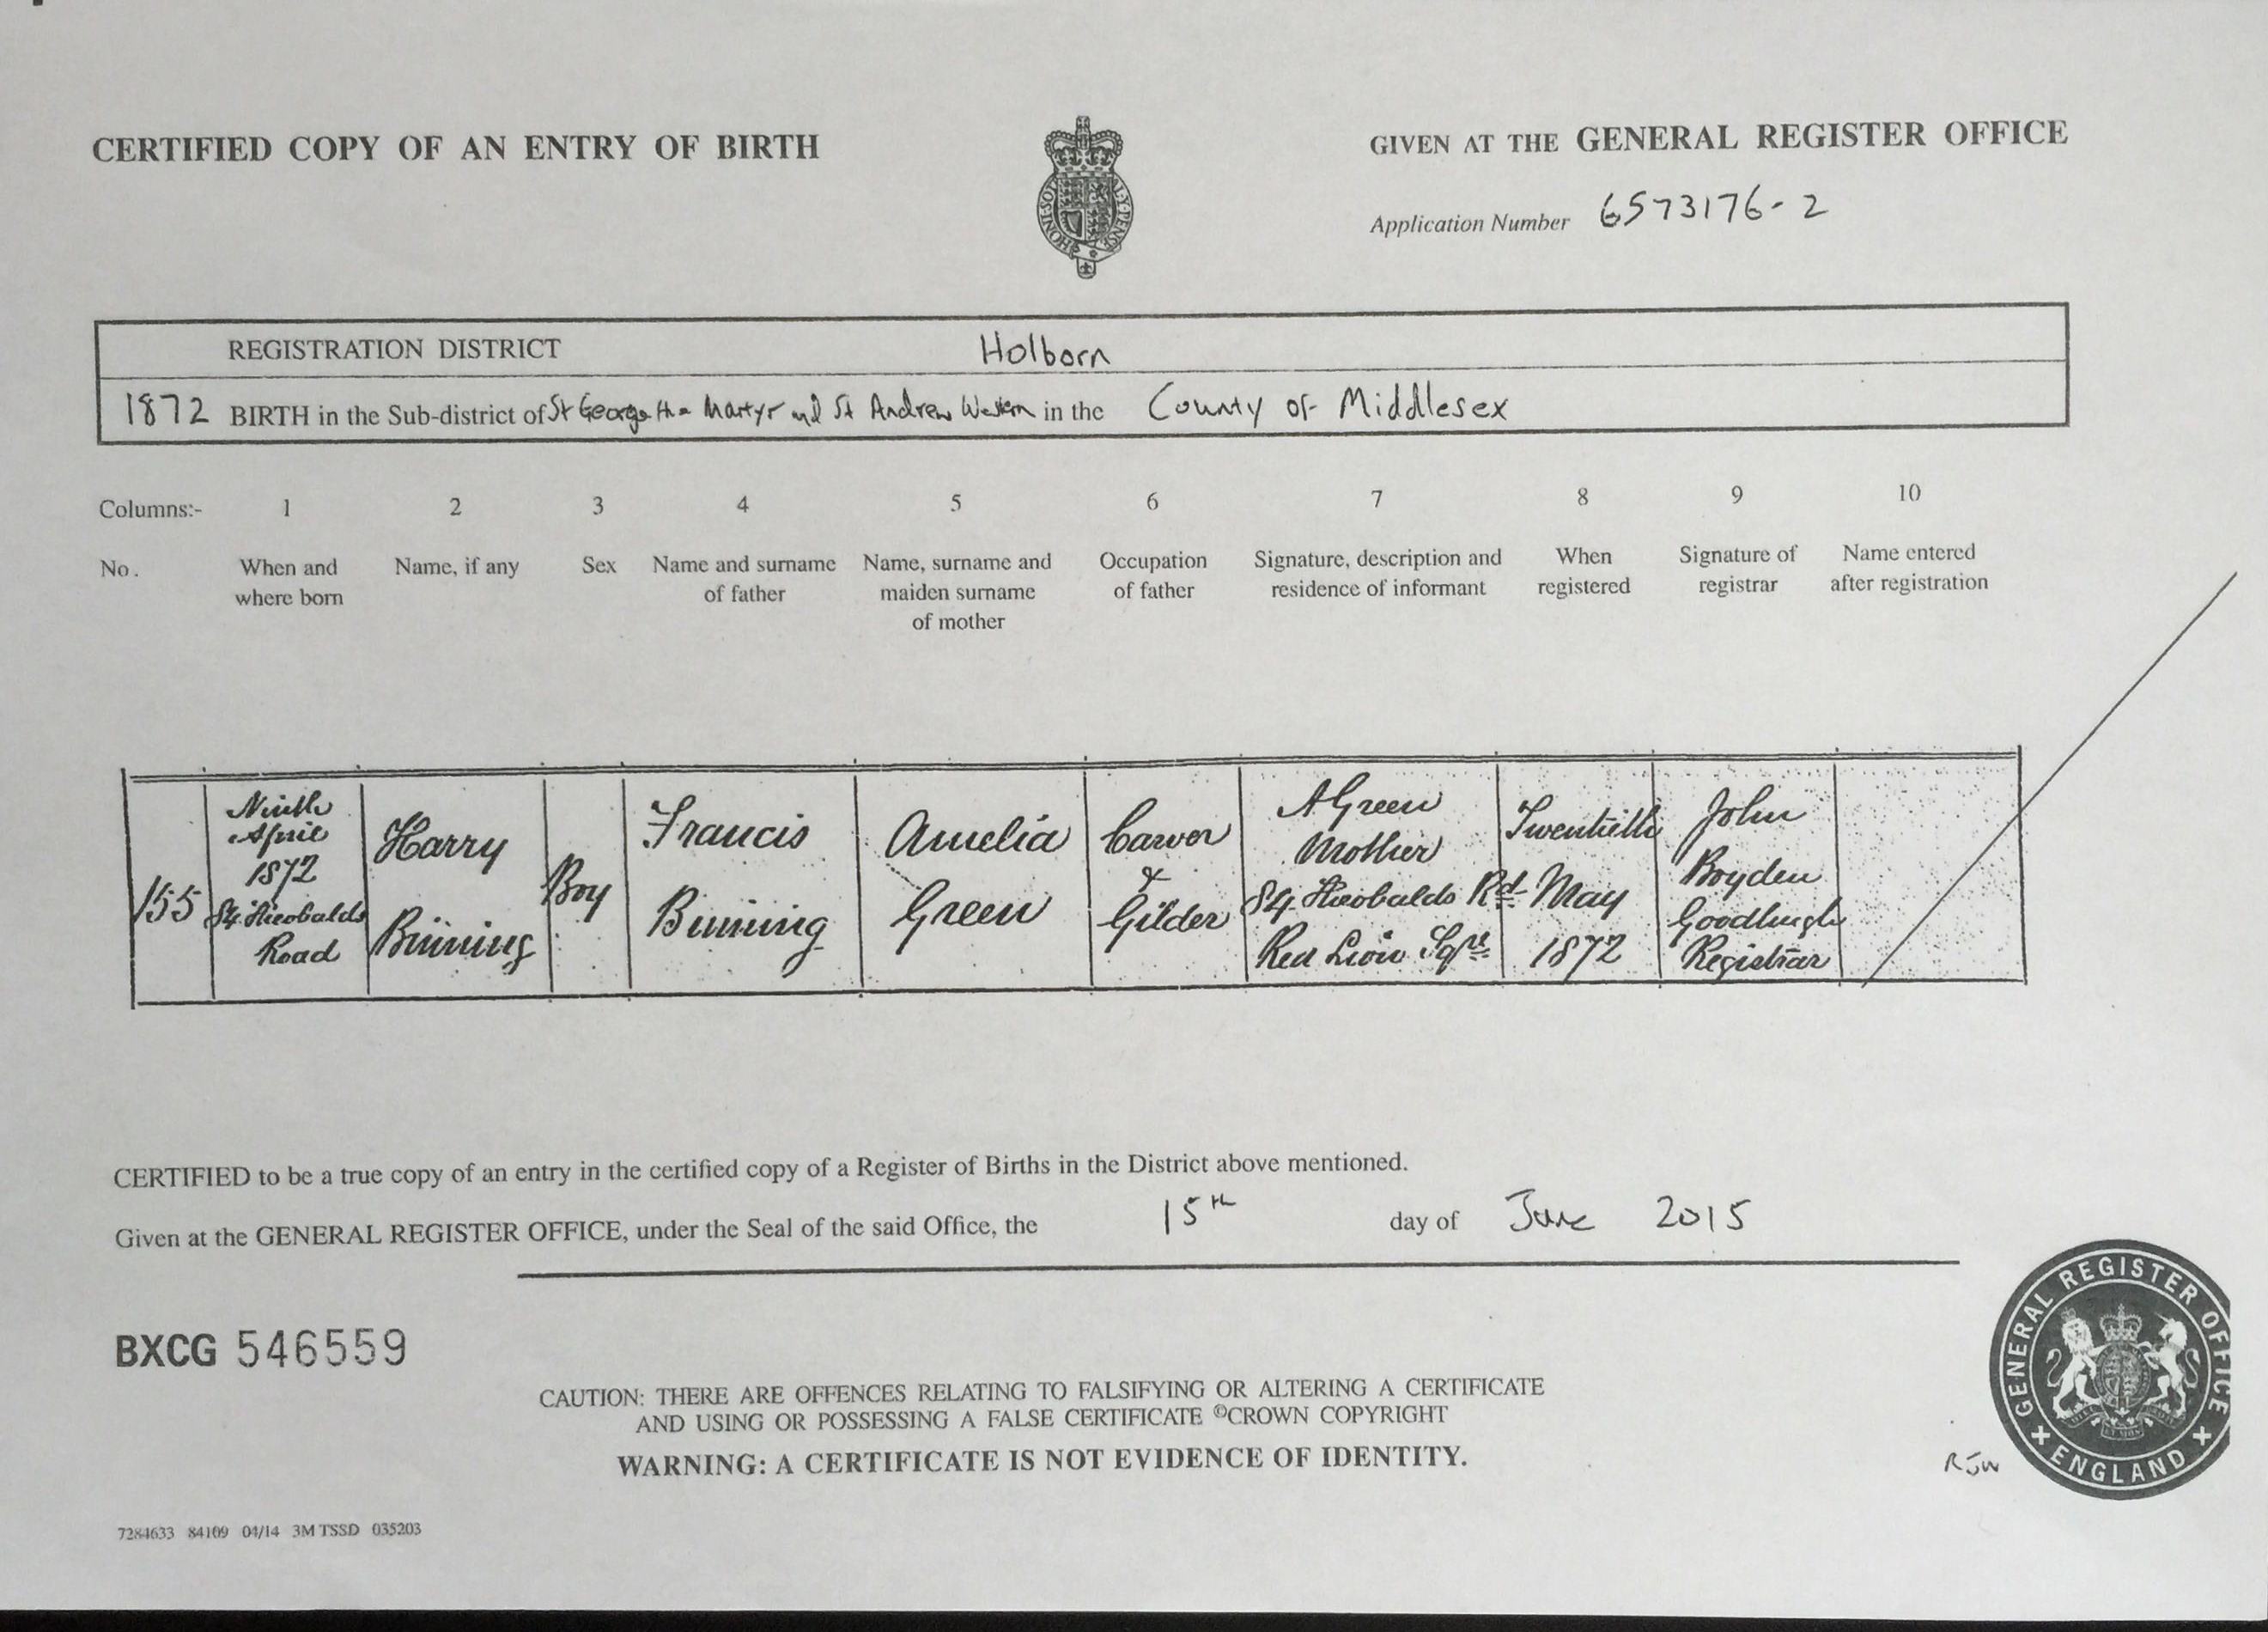 CERTIFIED COPY OF AN ENTRY OF BIRTH
GIVEN AT THE GENERAL REGISTER OFFICE
Application Number 6573176-2
REGISTRATION DISTRICT Holborn
1872 BIRTH in the Sub-district of St George the Martyr and St Andrew Western in the County of Middlesex
Columns:- 1 2 3 4 5 6 7 8 9 10
No. When and where born
Name, if any
Sex
Name and surname of father
Name, surname and maiden surname of mother
Occupation of father
Signature, description and residence of informant
When registered
Signature of registrar
Name entered after registration
155
Ninth
April
1872
84 Theobalds
Road
Harry
Binning
Boy
Francis
Binning
Amelia
Green
Carver
&
Gilder
A Green
Mother
84 Theobalds Rd
Red Lion Sqre
Twentieth
May
1872
John
Boyden
Registrar
CERTIFIED to be a true copy of an entry in the certified copy of a Register of Births in the District above mentioned.
Given at the GENERAL REGISTER OFFICE, under the Seal of the said Office, the 15th day of June 2015
BXCG 546559
CAUTION: THERE ARE OFFENCES RELATING TO FALSIFYING OR ALTERING A CERTIFICATE
AND USING OR POSSESSING A FALSE CERTIFICATE ©CROWN COPYRIGHT
WARNING: A CERTIFICATE IS NOT EVIDENCE OF IDENTITY.
RJW
GENERAL REGISTER OFFICE
ENGLAND
7284633 84109 04/14 3M TSSD 035203